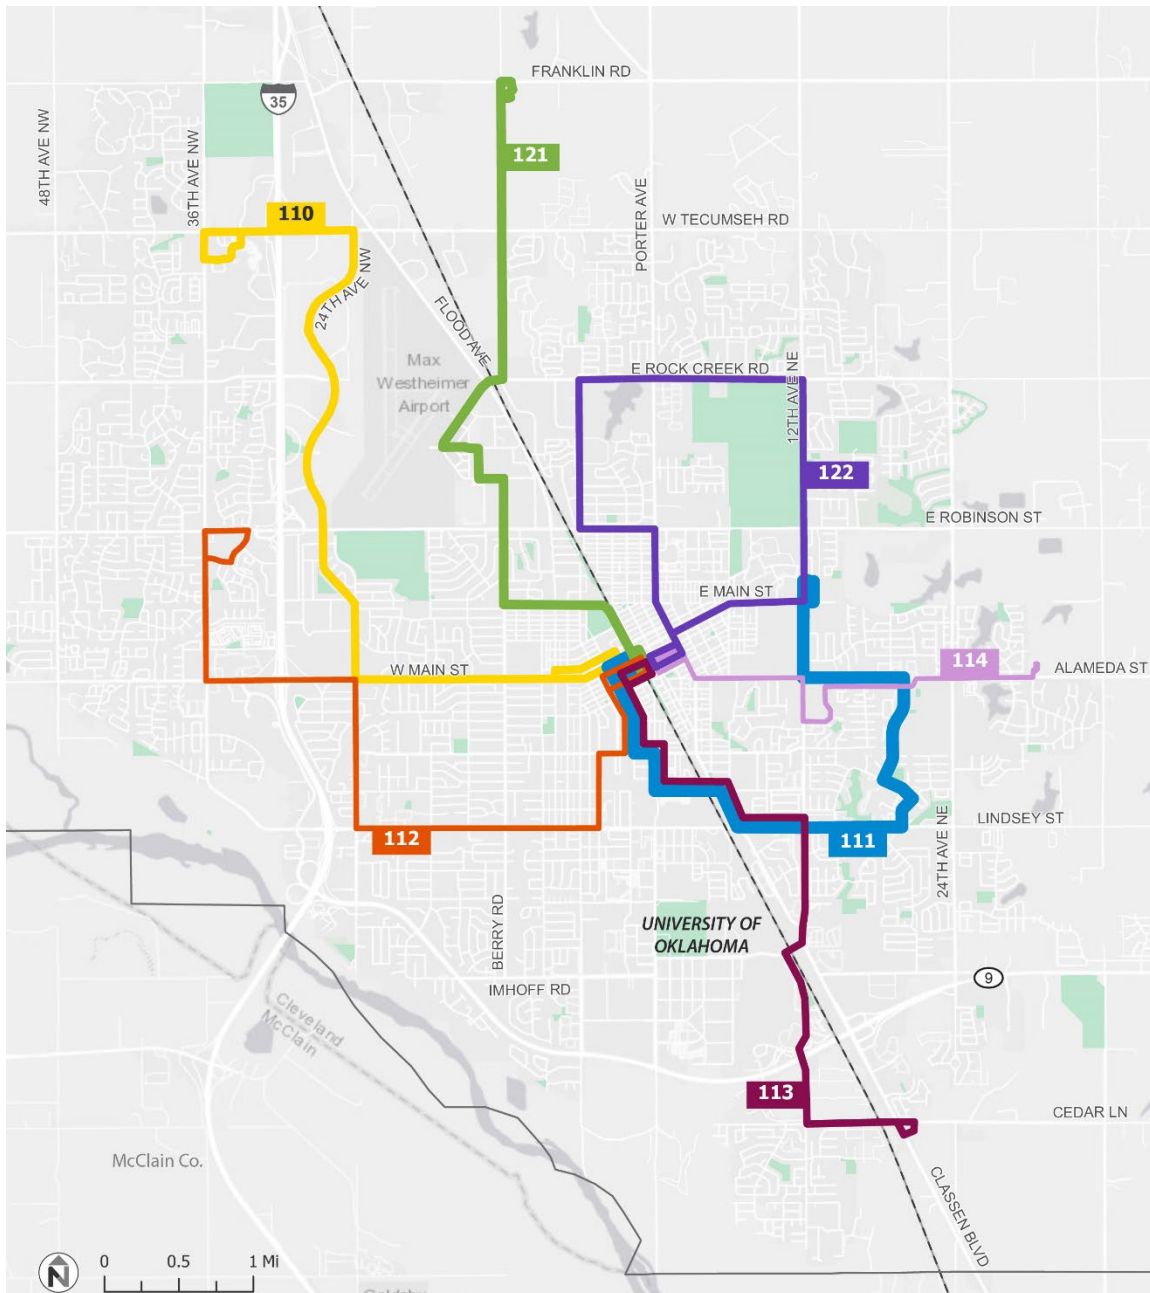 FRANKLIN RD
35
48TH AVE NW
36TH AVE NW
121
PORTER AVE
110
W TECUMSEH RD
24TH AVE NW
FLOOD AVE
Max
Westheimer
Airport
E ROCK CREEK RD
12TH AVE NE
122
E ROBINSON ST
E MAIN ST
W MAIN ST
114
ALAMEDA ST
112
111
LINDSEY ST
24TH AVE NE
BERRY RD
UNIVERSITY OF
OKLAHOMA
IMHOFF RD
9
Cleveland
McClain
113
CEDAR LN
McClain Co.
CLASSEN BLVD
N
0 0.5 1 Mi